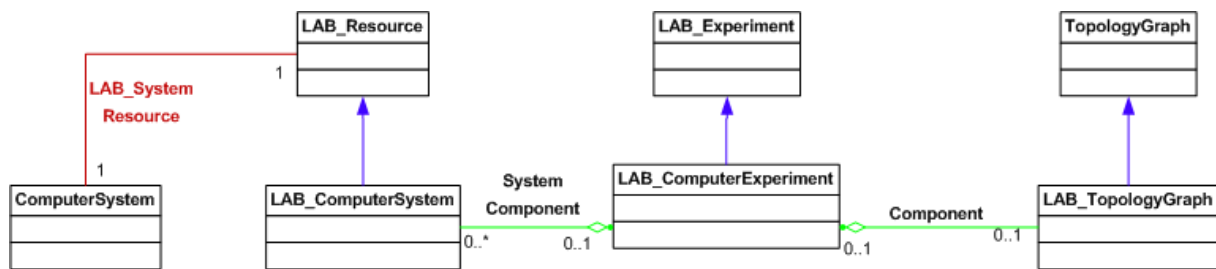 LAB_Resource
LAB_Experiment
TopologyGraph
1
LAB_System
Resource
1
ComputerSystem
LAB_ComputerSystem
System
Component
LAB_ComputerExperiment
Component
LAB_TopologyGraph
0..*
0..1
0..1
0..1